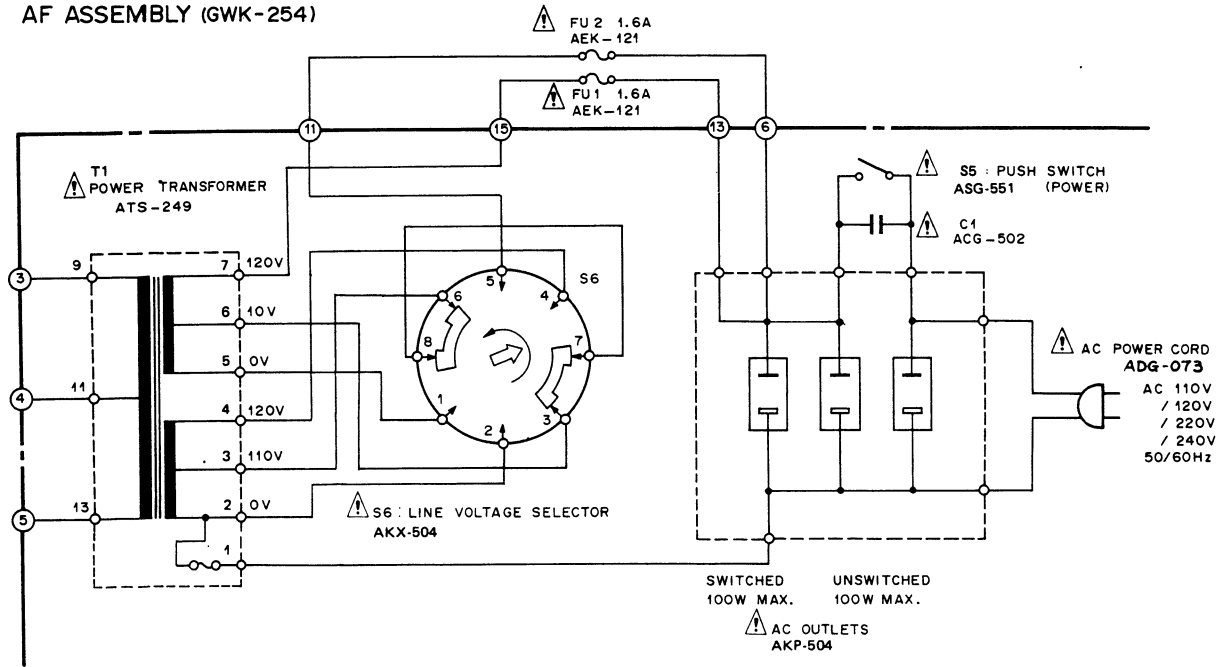 AF ASSEMBLY (GWK-254)
FU 2 1.6A
AEK-121
FU 1 1.6A
AEK-121
11
15
13
6
T1
POWER TRANSFORMER
ATS-249
S5 : PUSH SWITCH
ASG-551 (POWER)
C1
ACG-502
3
9
7 120V
6 10V
5 0V
4
11
4 120V
3 110V
5
13
2 0V
1
S6
5
4
6
8
7
1
2
3
S6 : LINE VOLTAGE SELECTOR
AKX-504
AC POWER CORD
ADG-073
AC 110V
/ 120V
/ 220V
/ 240V
50/60Hz
SWITCHED
100W MAX.
UNSWITCHED
100W MAX.
AC OUTLETS
AKP-504